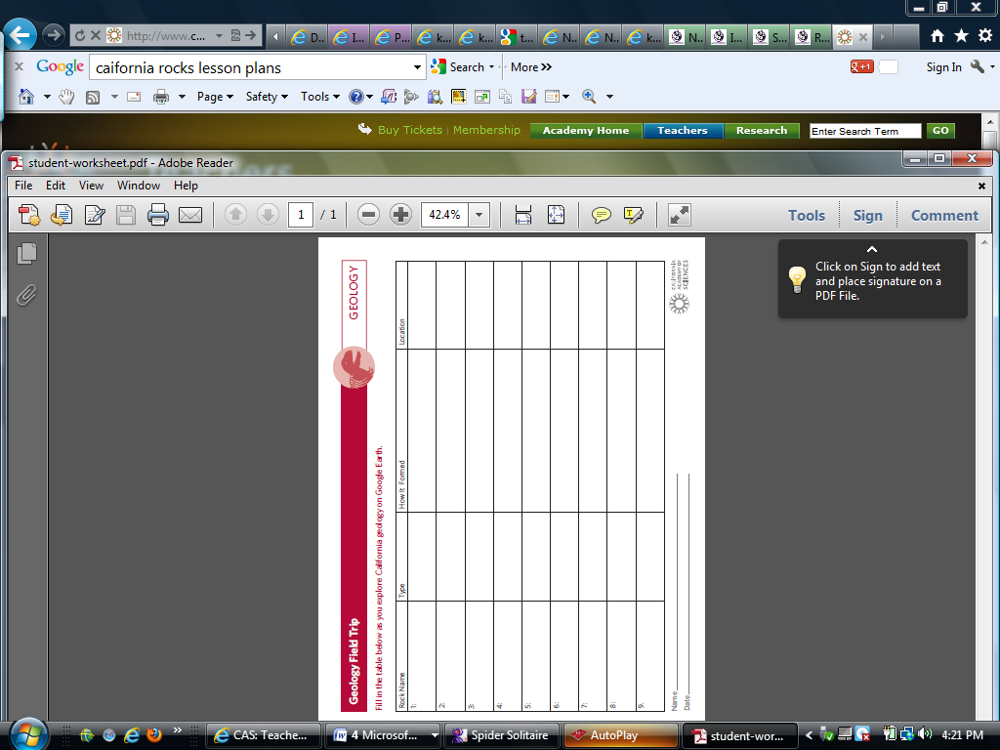 http://www.c...
D...
I...
P...
k...
k...
t...
N...
N...
k...
N...
I...
S...
R...
Google
caifornia rocks lesson plans
Search
More »
+1
Sign In
Page
Safety
Tools
Buy Tickets | Membership
Academy Home
Teachers
Research
Enter Search Term
GO
student-worksheet.pdf - Adobe Reader
File Edit View Window Help
1 / 1
42.4%
Tools
Sign
Comment
Click on Sign to add text
and place signature on a
PDF File.
Geology Field Trip
GEOLOGY
Fill in the table below as you explore California geology on Google Earth.
Rock Name
Type
How It Formed
Location
1:
2:
3:
4:
5:
6:
7:
8:
9.
Name
Date
CALIFORNIA
ACADEMY OF
SCIENCES
CAS: Teache...
4 Microsof...
Spider Solitaire
AutoPlay
student-wor...
4:21 PM